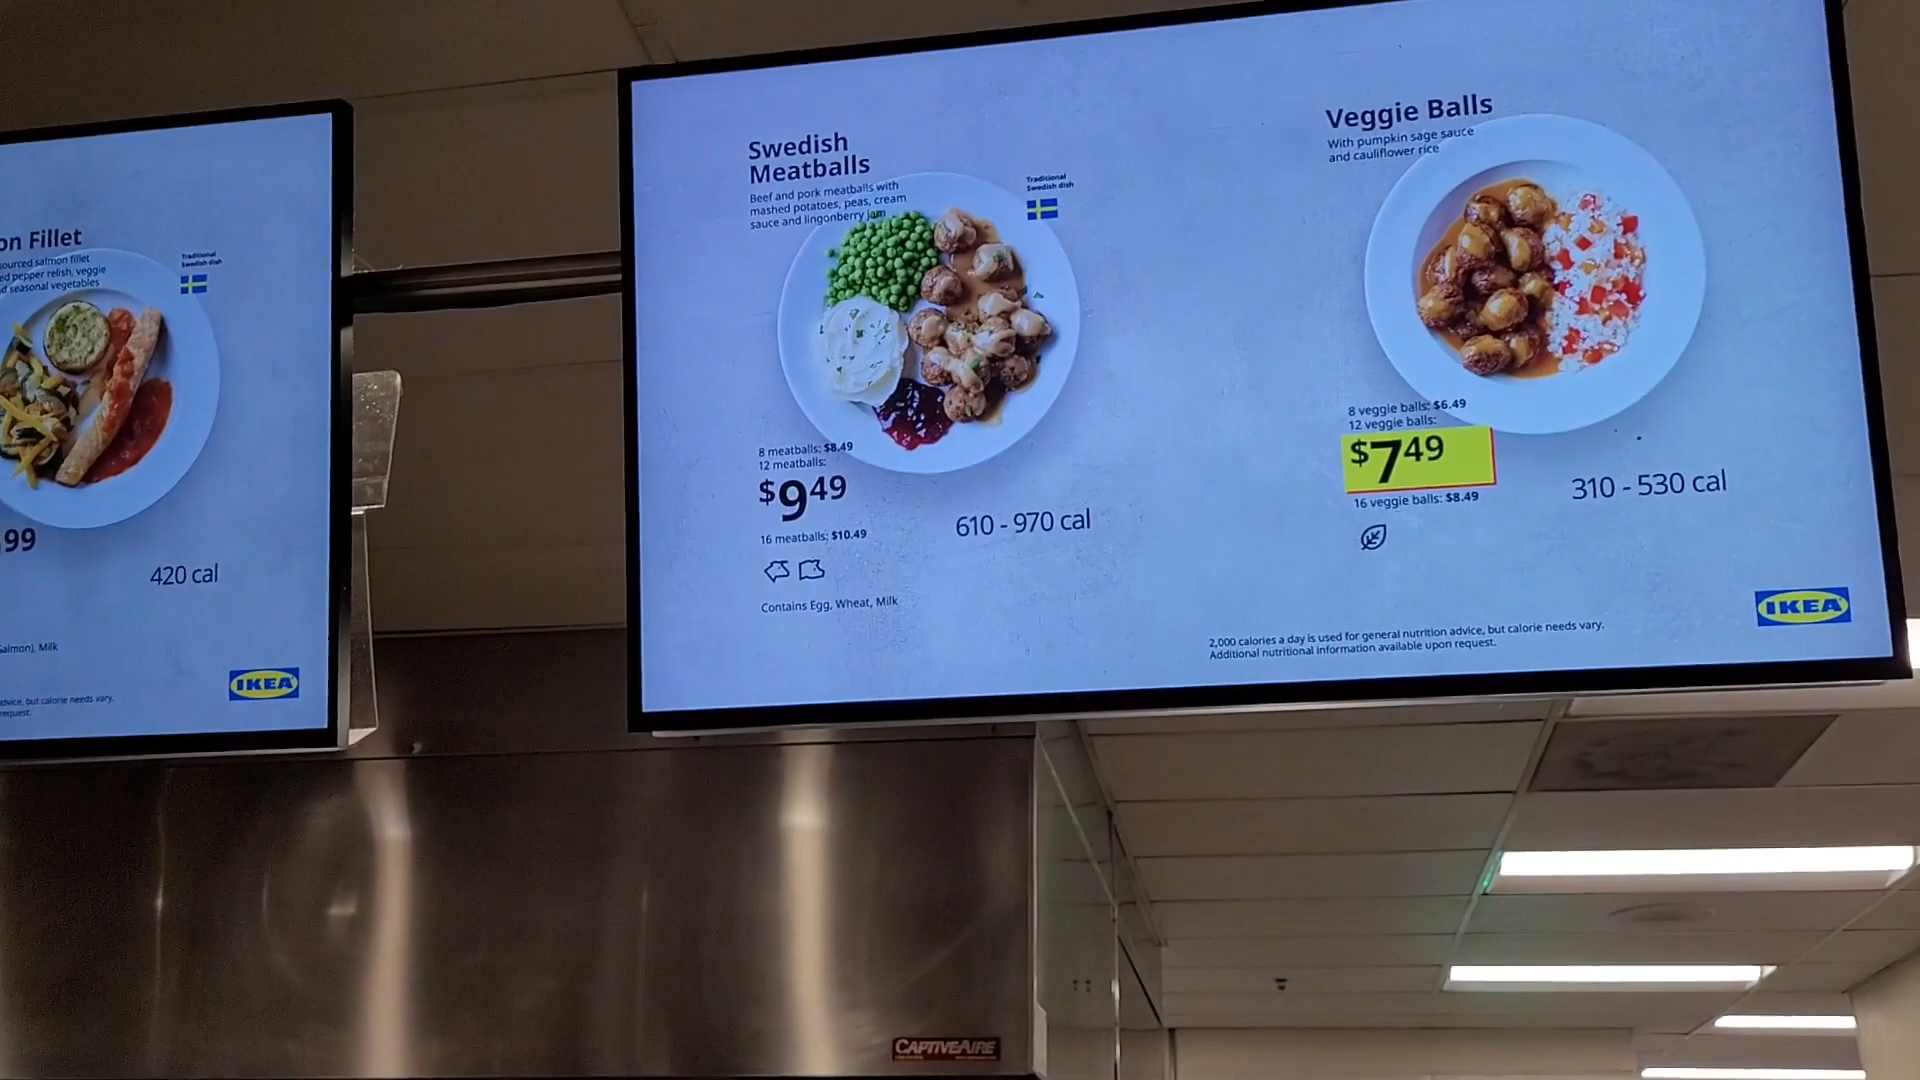 on Fillet
sourced salmon fillet
ed pepper relish, veggie
d seasonal vegetables
Traditional
Swedish dish
99
420 cal
Salmon), Milk
advice, but calorie needs vary.
request.
IKEA
Swedish
Meatballs
Beef and pork meatballs with
mashed potatoes, peas, cream
sauce and lingonberry jam
Traditional
Swedish dish
8 meatballs: $8.49
12 meatballs:
$9.49
16 meatballs: $10.49
610 - 970 cal
Contains Egg, Wheat, Milk
Veggie Balls
With pumpkin sage sauce
and cauliflower rice
8 veggie balls: $6.49
12 veggie balls:
$7.49
16 veggie balls: $8.49
310 - 530 cal
2,000 calories a day is used for general nutrition advice, but calorie needs vary.
Additional nutritional information available upon request.
IKEA
CAPTIVEAIRE